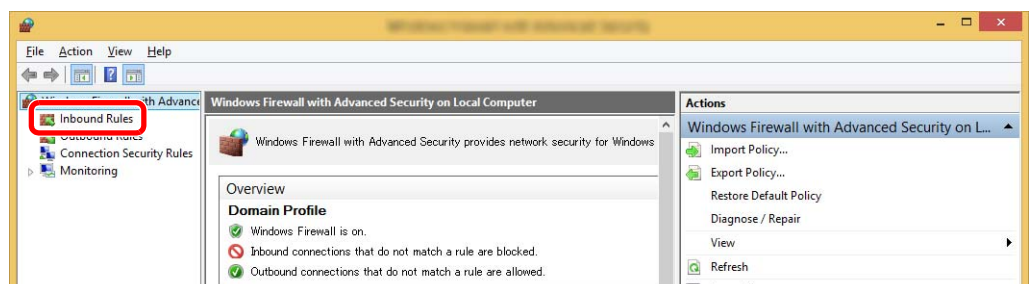 File Action View Help
Windows Firewall with Advanced Security on Local Computer
Actions
Inbound Rules
Outbound Rules
Connection Security Rules
Monitoring
Windows Firewall with Advanced Security provides network security for Windows
Overview
Domain Profile
Windows Firewall is on.
Inbound connections that do not match a rule are blocked.
Outbound connections that do not match a rule are allowed.
Windows Firewall with Advanced Security on L...
Import Policy...
Export Policy...
Restore Default Policy
Diagnose / Repair
View
Refresh